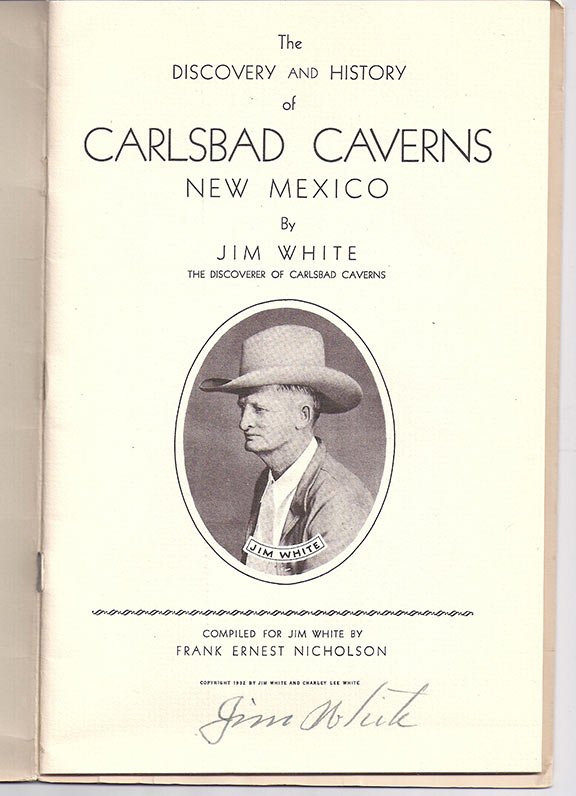 The
DISCOVERY AND HISTORY
of
CARLSBAD CAVERNS
NEW MEXICO
By
JIM WHITE
THE DISCOVERER OF CARLSBAD CAVERNS
JIM WHITE
COMPILED FOR JIM WHITE BY
FRANK ERNEST NICHOLSON
COPYRIGHT 1932 BY JIM WHITE AND CHARLEY LEE WHITE
Jim White